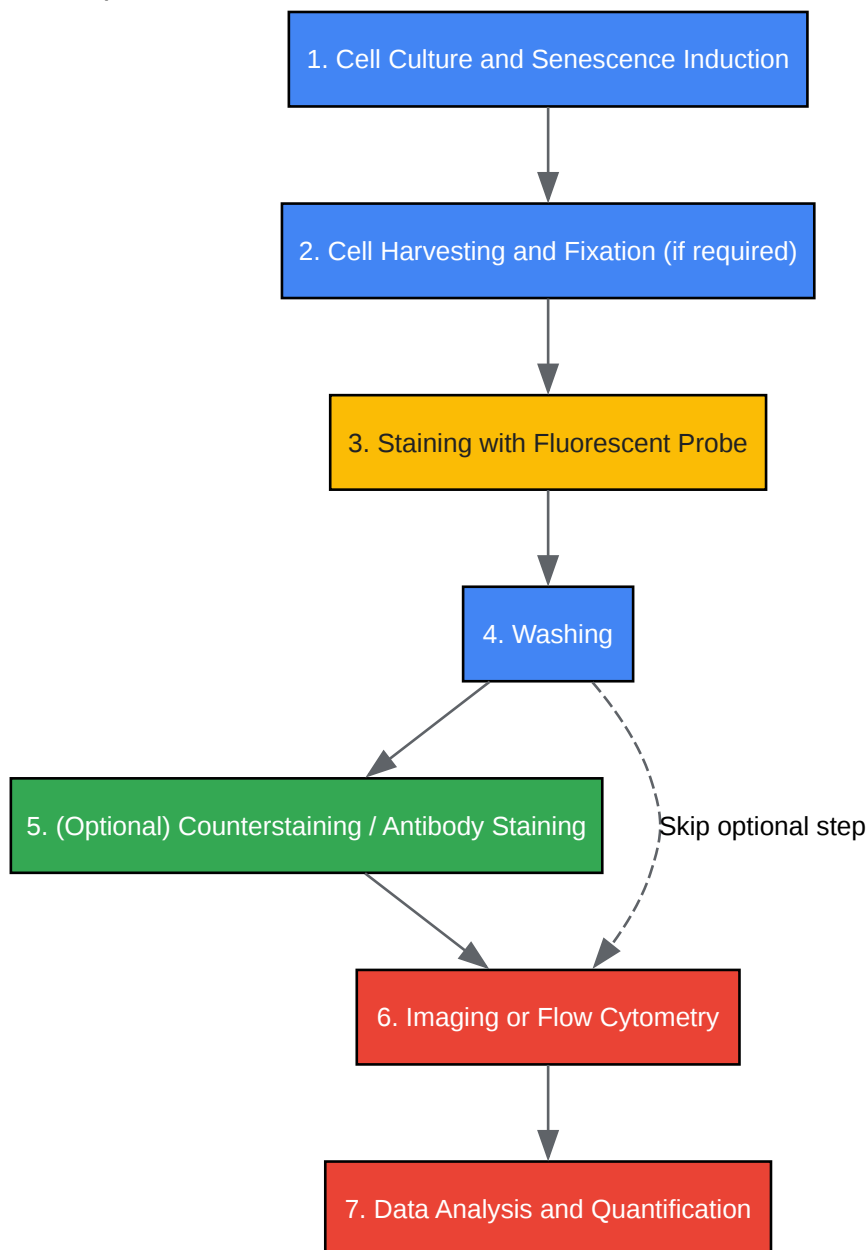 1. Cell Culture and Senescence Induction
2. Cell Harvesting and Fixation (if required)
3. Staining with Fluorescent Probe
4. Washing
5. (Optional) Counterstaining / Antibody Staining
Skip optional step
6. Imaging or Flow Cytometry
7. Data Analysis and Quantification